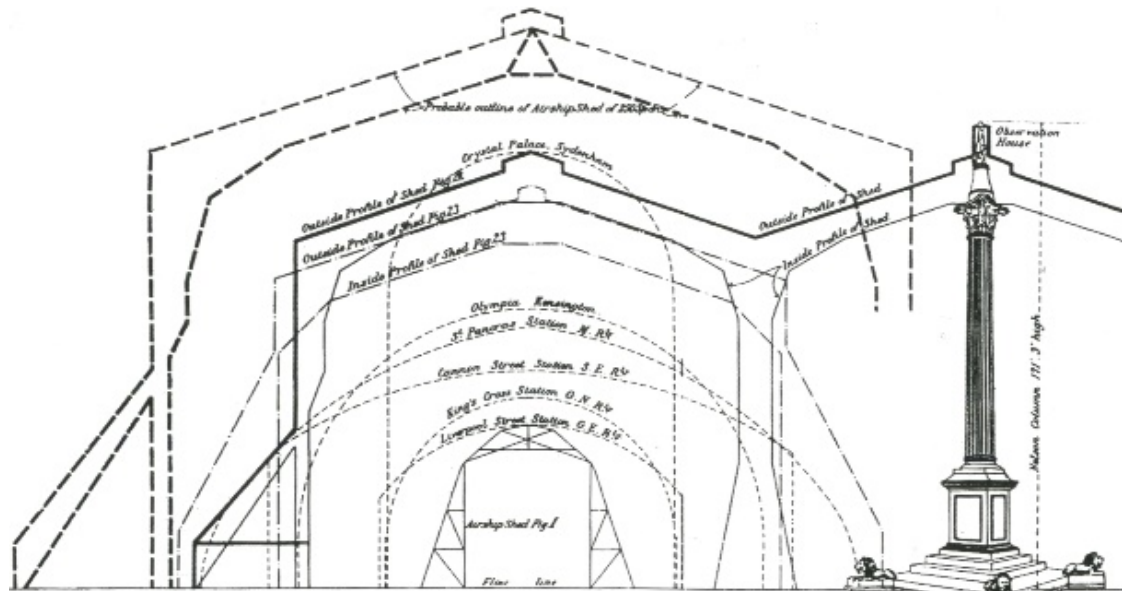 Probable outline of Airship Shed of
Crystal Palace, Sydenham
Observation
House
Outside Profile of Shed Fig.
Outside Profile of Shed
Outside Profile of Shed Fig 23
Inside Profile of Shed
Inside Profile of Shed Fig 23
Olympia Kensington
St Pancras Station M. Rly
Cannon Street Station S. E. Rly
King's Cross Station G. N. Rly
Liverpool Street Station G. E. Rly
Nelson Column 171'. 3" high
Airship Shed Fig. 1
Floor line